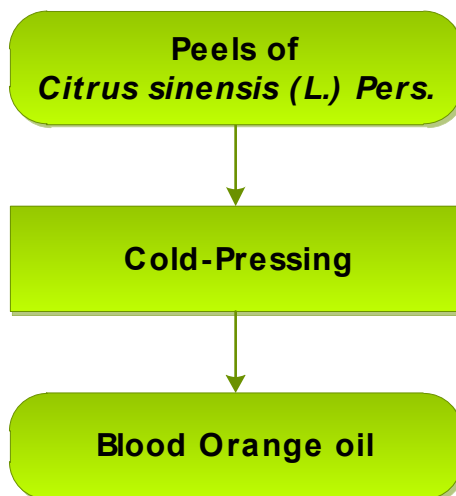 Peels of
Citrus sinensis (L.) Pers.
Cold-Pressing
Blood Orange oil